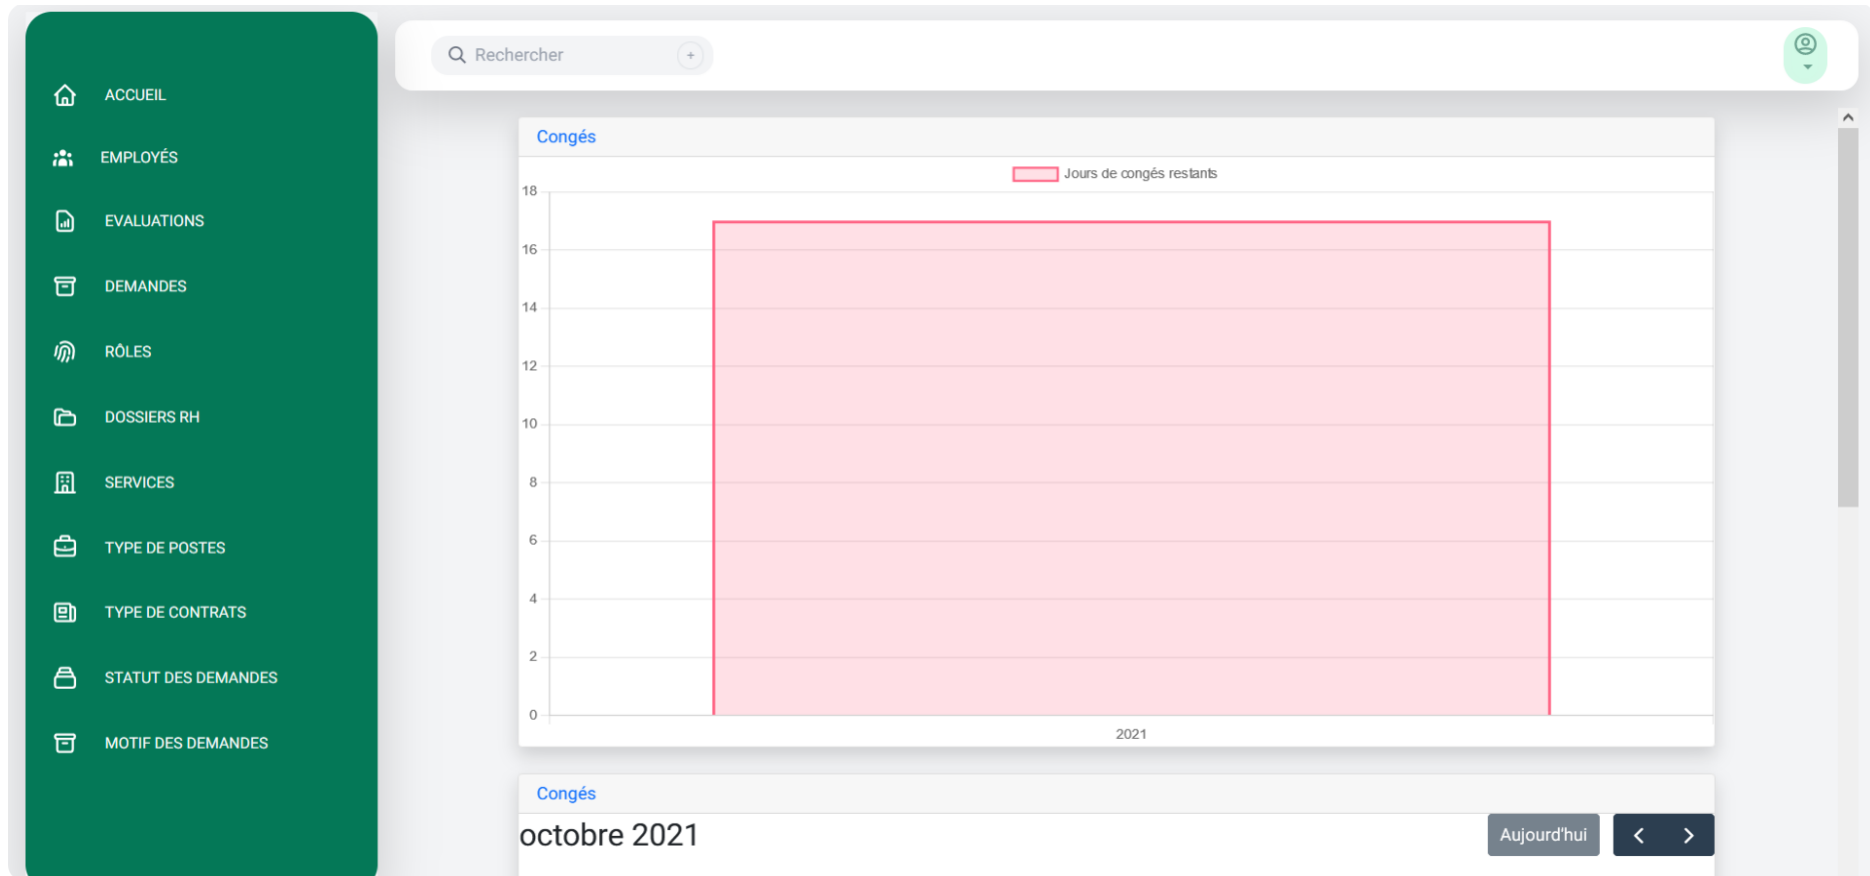 ACCUEIL
EMPLOYÉS
EVALUATIONS
DEMANDES
RÔLES
DOSSIERS RH
SERVICES
TYPE DE POSTES
TYPE DE CONTRATS
STATUT DES DEMANDES
MOTIF DES DEMANDES
Rechercher
Congés
Jours de congés restants
18
16
14
12
10
8
6
4
2
0
2021
Congés
octobre 2021
Aujourd'hui